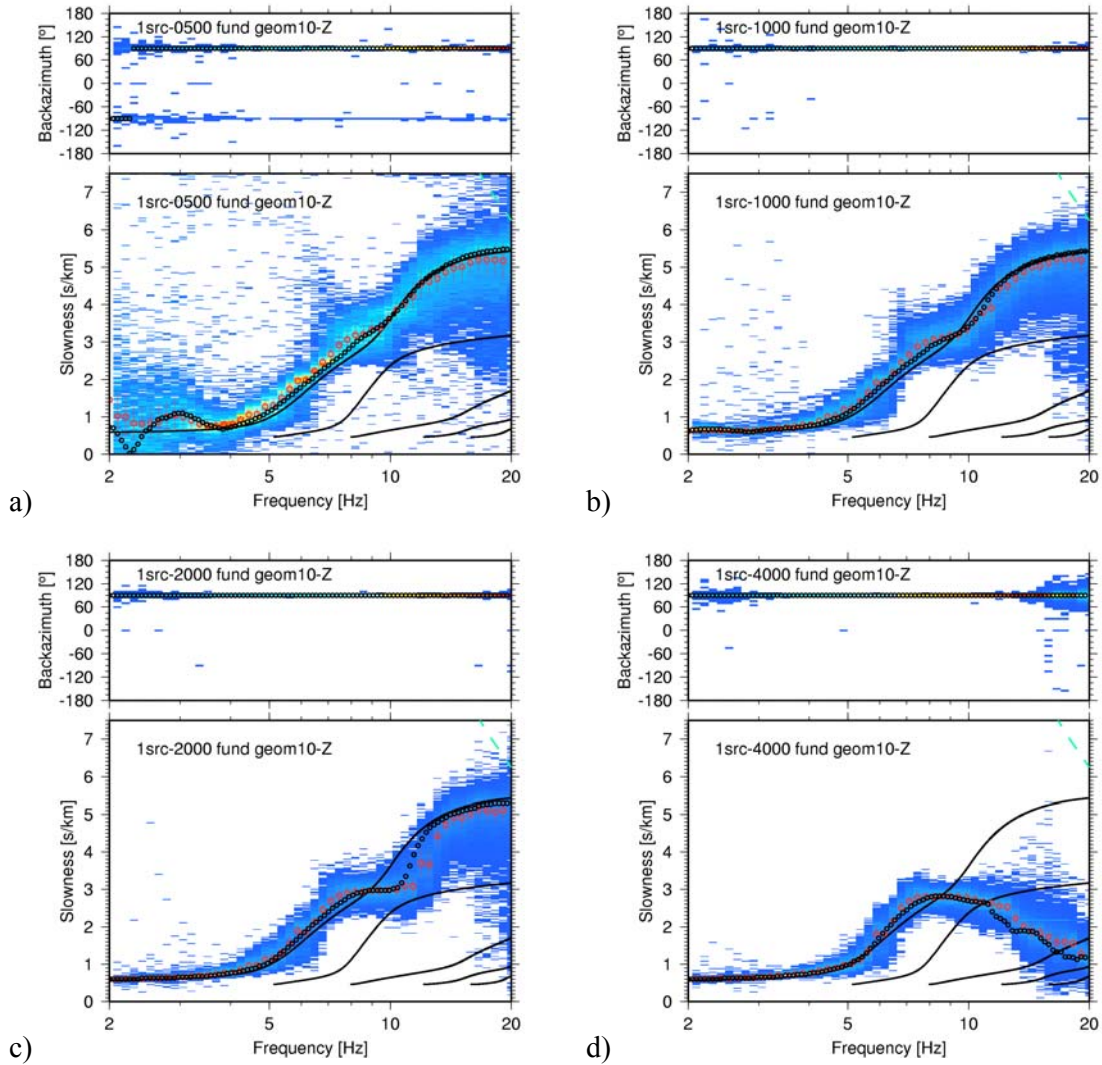 180
120
60
0
-60
-120
-180
Backazimuth [º]
1src-0500 fund geom10-Z
7
6
5
4
3
2
1
0
Slowness [s/km]
1src-0500 fund geom10-Z
2 5 10 20
Frequency [Hz]
a)
180
120
60
0
-60
-120
-180
Backazimuth [º]
1src-1000 fund geom10-Z
7
6
5
4
3
2
1
0
Slowness [s/km]
1src-1000 fund geom10-Z
2 5 10 20
Frequency [Hz]
b)
180
120
60
0
-60
-120
-180
Backazimuth [º]
1src-2000 fund geom10-Z
7
6
5
4
3
2
1
0
Slowness [s/km]
1src-2000 fund geom10-Z
2 5 10 20
Frequency [Hz]
c)
180
120
60
0
-60
-120
-180
Backazimuth [º]
1src-4000 fund geom10-Z
7
6
5
4
3
2
1
0
Slowness [s/km]
1src-4000 fund geom10-Z
2 5 10 20
Frequency [Hz]
d)